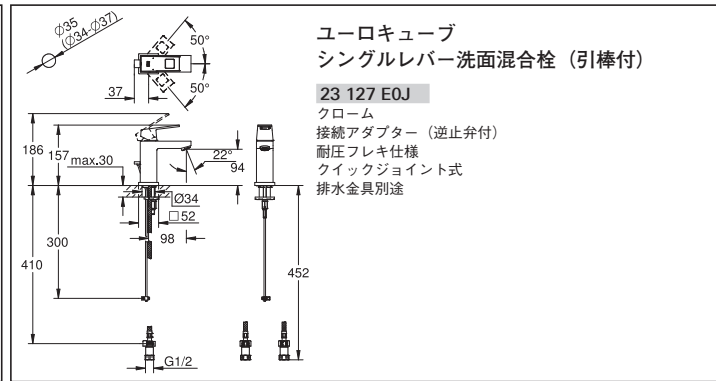 ユーロキューブ
シングルレバー洗面混合栓（引棒付）
23 127 E0J
クローム
接続アダプター（逆止弁付）
耐圧フレキ仕様
クイックジョイント式
排水金具別途
Ø35
(Ø34-Ø37)
50°
50°
37
186
157
max.30
22°
94
Ø34
□52
300
98
410
452
G1/2